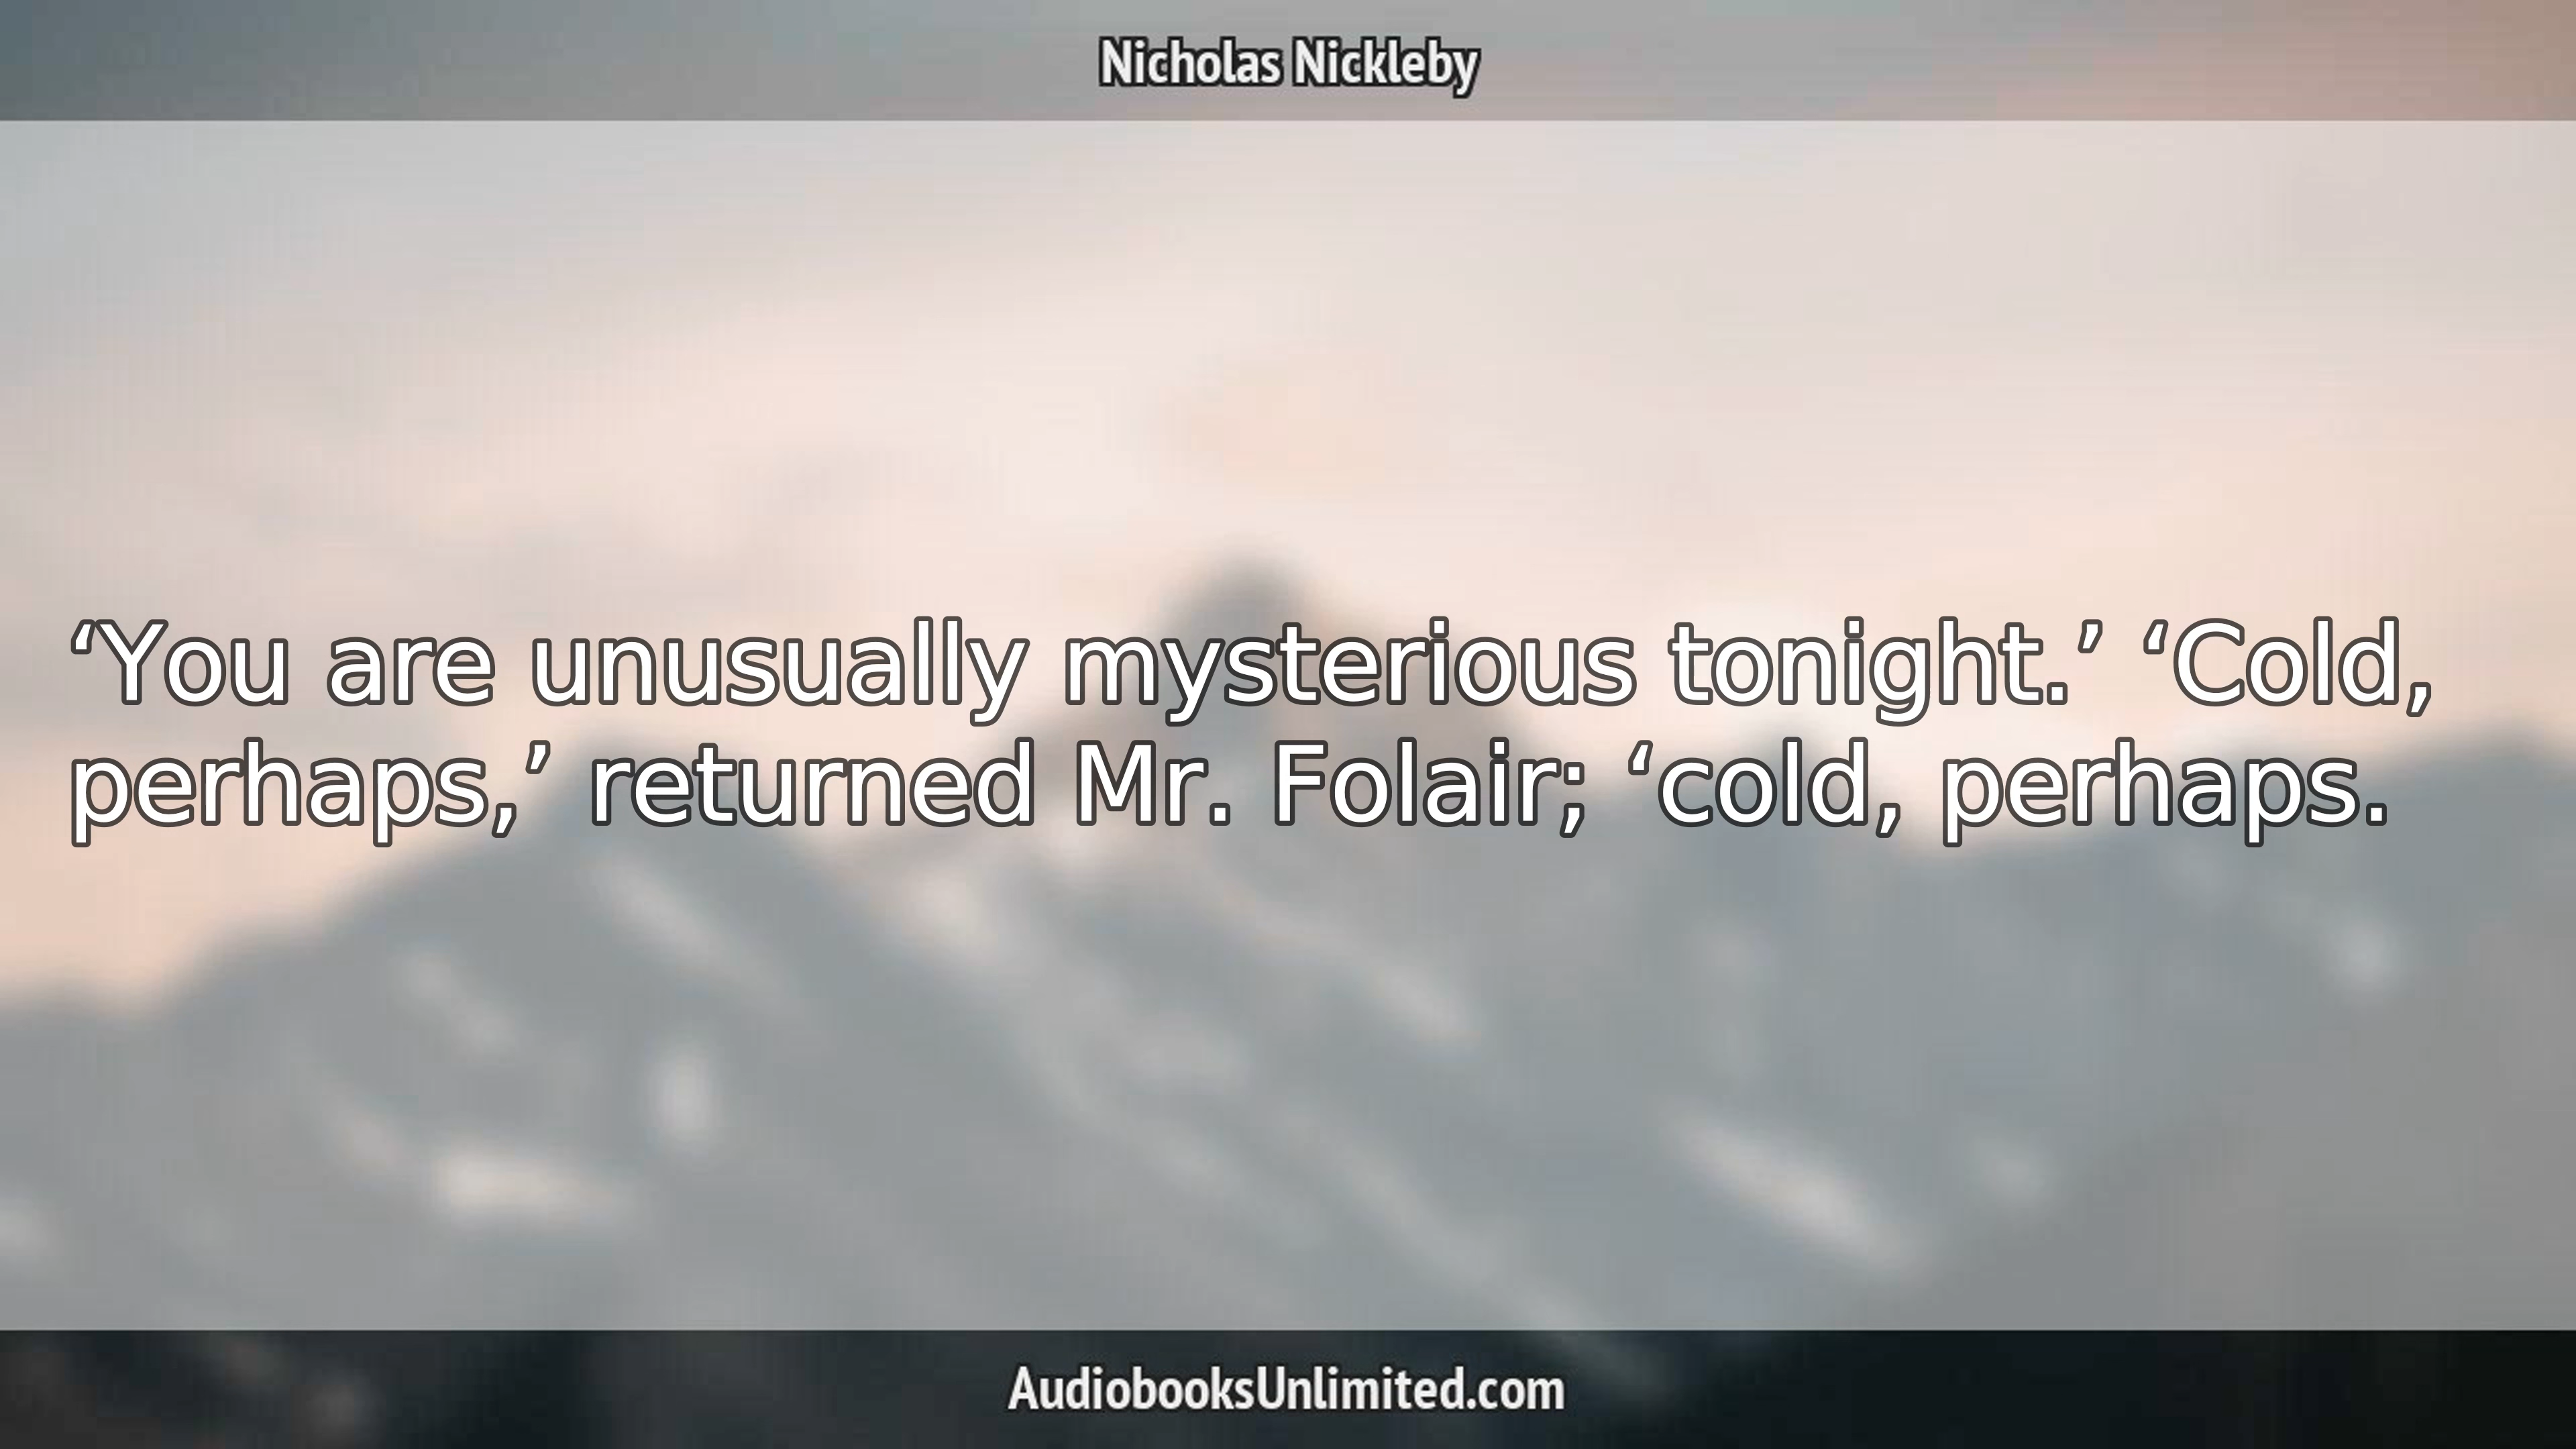 Nicholas Nickleby
‘You are unusually mysterious tonight.’ ‘Cold,
perhaps,’ returned Mr. Folair; ‘cold, perhaps.
AudiobooksUnlimited.com